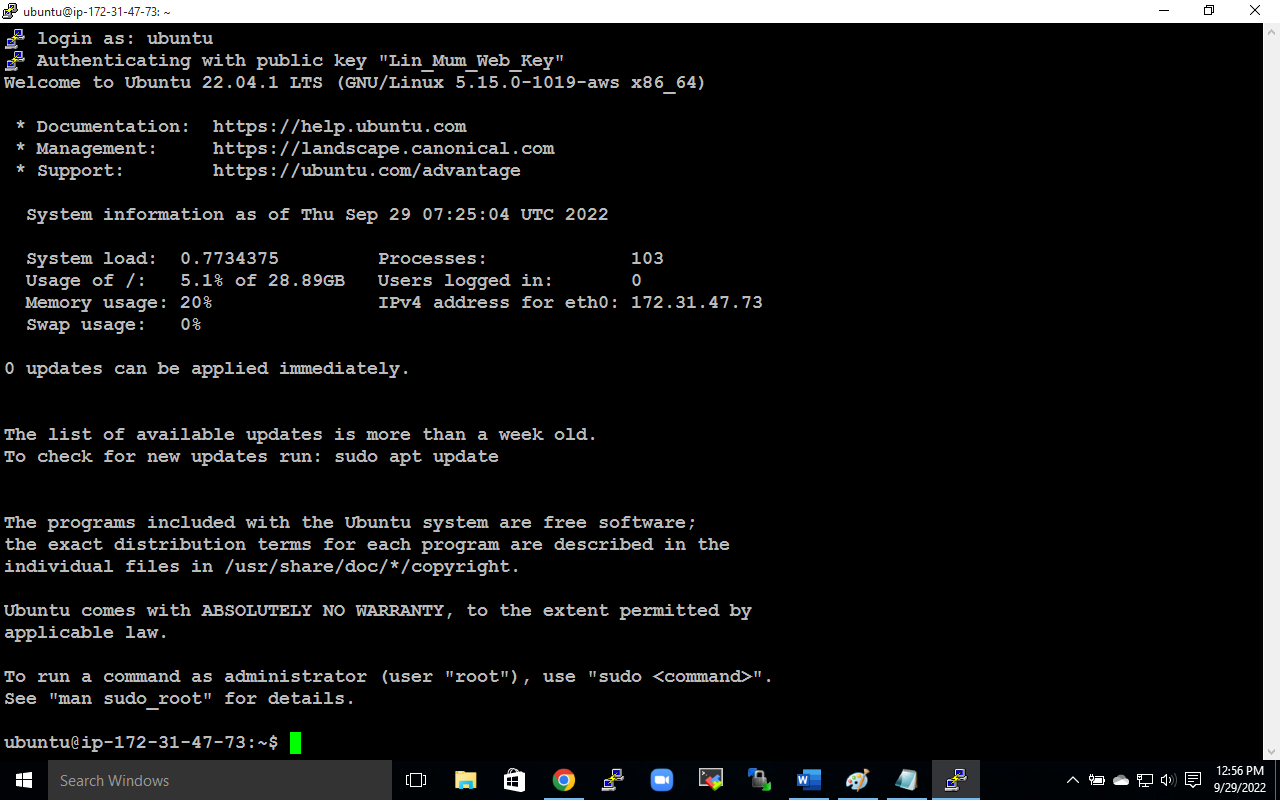 ubuntu@ip-172-31-47-73: ~
login as: ubuntu
Authenticating with public key "Lin_Mum_Web_Key"
Welcome to Ubuntu 22.04.1 LTS (GNU/Linux 5.15.0-1019-aws x86_64)
* Documentation:  https://help.ubuntu.com
* Management:     https://landscape.canonical.com
* Support:        https://ubuntu.com/advantage
System information as of Thu Sep 29 07:25:04 UTC 2022
System load:  0.7734375         Processes:             103
Usage of /:   5.1% of 28.89GB   Users logged in:       0
Memory usage: 20%               IPv4 address for eth0: 172.31.47.73
Swap usage:   0%
0 updates can be applied immediately.
The list of available updates is more than a week old.
To check for new updates run: sudo apt update
The programs included with the Ubuntu system are free software;
the exact distribution terms for each program are described in the
individual files in /usr/share/doc/*/copyright.
Ubuntu comes with ABSOLUTELY NO WARRANTY, to the extent permitted by
applicable law.
To run a command as administrator (user "root"), use "sudo <command>".
See "man sudo_root" for details.
ubuntu@ip-172-31-47-73:~$
Search Windows
12:56 PM
9/29/2022